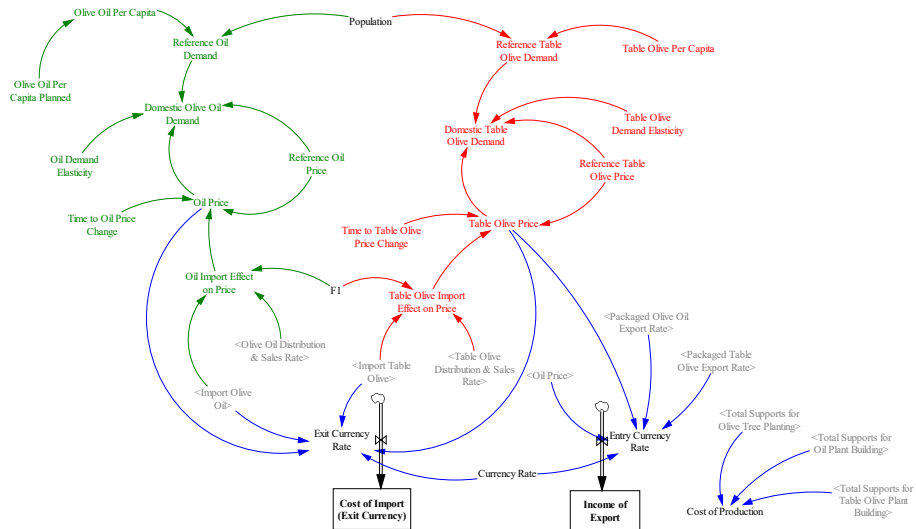 Olive Oil Per Capita
Population
Reference Oil
Demand
Reference Table
Olive Demand
Table Olive Per Capita
Olive Oil Per
Capita Planned
Domestic Olive Oil
Demand
Table Olive
Demand Elasticity
Domestic Table
Olive Demand
Oil Demand
Elasticity
Reference Oil
Price
Reference Table
Olive Price
Oil Price
Time to Oil Price
Change
Time to Table Olive
Price Change
Table Olive Price
Oil Import Effect
on Price
F1
Table Olive Import
Effect on Price
<Packaged Olive Oil
Export Rate>
<Olive Oil Distribution
& Sales Rate>
<Import Table
Olive>
<Table Olive
Distribution & Sales
Rate>
<Oil Price>
<Packaged Table
Olive Export Rate>
<Import Olive
Oil>
Exit Currency
Rate
Entry Currency
Rate
<Total Supports for
Olive Tree Planting>
<Total Supports for
Oil Plant Building>
Currency Rate
<Total Supports for
Table Olive Plant
Building>
Cost of Import
(Exit Currency)
Income of
Export
Cost of Production